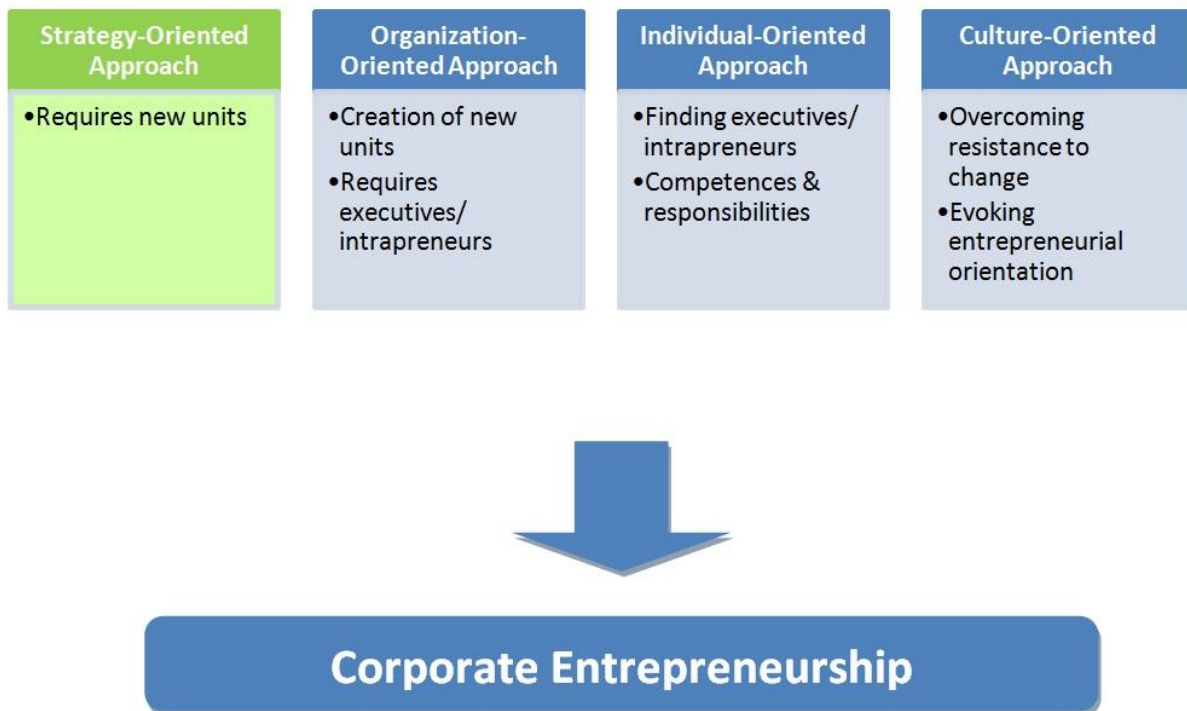 Strategy-Oriented
Approach
•Requires new units
Organization-
Oriented Approach
•Creation of new
units
•Requires
executives/
intrapreneurs
Individual-Oriented
Approach
•Finding executives/
intrapreneurs
•Competences &
responsibilities
Culture-Oriented
Approach
•Overcoming
resistance to
change
•Evoking
entrepreneurial
orientation
Corporate Entrepreneurship